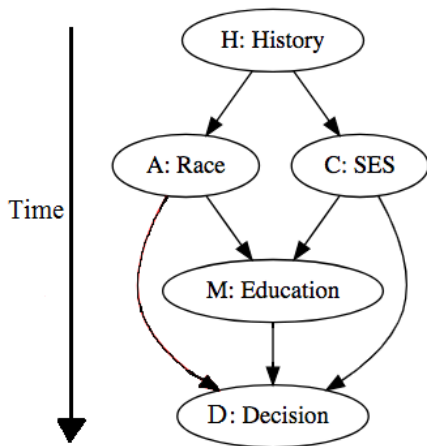 H: History
A: Race
C: SES
Time
M: Education
D: Decision